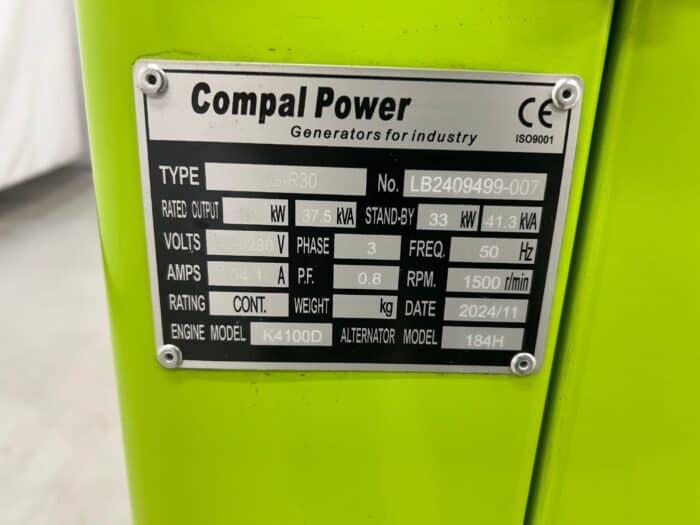 Compal Power
Generators for industry
CE
ISO9001
TYPE G-R30 No. LB2409499-007
RATED OUTPUT kW 37.5 kVA STAND-BY 33 kW 41.3 kVA
VOLTS V PHASE 3 FREQ. 50 Hz
AMPS A P.F. 0.8 RPM. 1500 r/min
RATING CONT. WEIGHT kg DATE 2024/11
ENGINE MODEL K4100D ALTERNATOR MODEL 184H